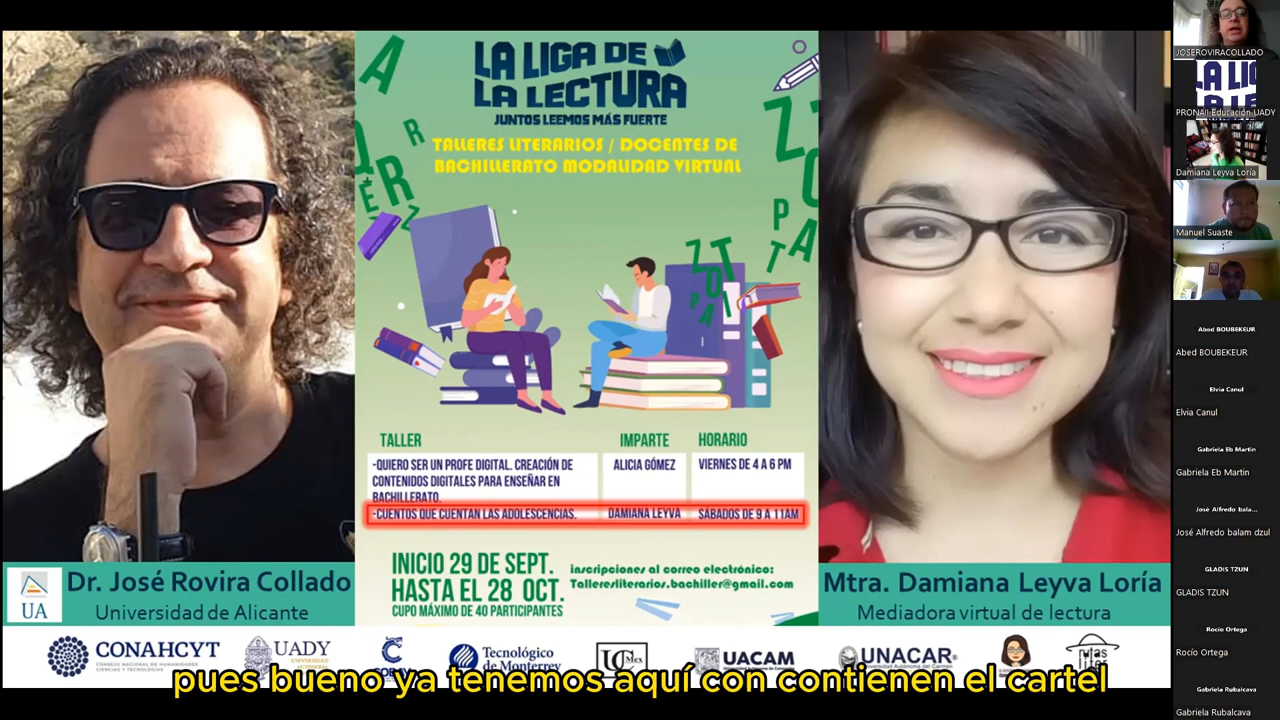 LA LIGA DE
LA LECTURA
JUNTOS LEEMOS MÁS FUERTE
TALLERES LITERARIOS / DOCENTES DE
BACHILLERATO MODALIDAD VIRTUAL
TALLER
IMPARTE
HORARIO
-QUIERO SER UN PROFE DIGITAL. CREACIÓN DE
CONTENIDOS DIGITALES PARA ENSEÑAR EN
BACHILLERATO.
ALICIA GÓMEZ
VIERNES DE 4 A 6 PM
-CUENTOS QUE CUENTAN LAS ADOLESCENCIAS.
DAMIANA LEYVA
SÁBADOS DE 9 A 11AM
INICIO 29 DE SEPT.
HASTA EL 28 OCT.
CUPO MÁXIMO DE 40 PARTICIPANTES
inscripciones al correo electrónico:
Talleresliterarios.bachiller@gmail.com
UA
Dr. José Rovira Collado
Universidad de Alicante
Mtra. Damiana Leyva Loría
Mediadora virtual de lectura
CONAHCYT
UADY
Tecnológico
de Monterrey
UC Mex
UACAM
UNACAR
pues bueno ya tenemos aquí con contienen el cartel
JOSEROVIRACOLLADO
LA LIG
PRONAII Educación UADY
Damiana Leyva Loría
Manuel Suaste
Abed BOUBEKEUR
Abed BOUBEKEUR
Elvia Canul
Elvia Canul
Gabriela Eb Martin
Gabriela Eb Martin
José Alfredo bala...
José Alfredo balam dzul
GLADIS TZUN
GLADIS TZUN
Rocío Ortega
Rocío Ortega
Gabriela Rubalcava
Gabriela Rubalcava